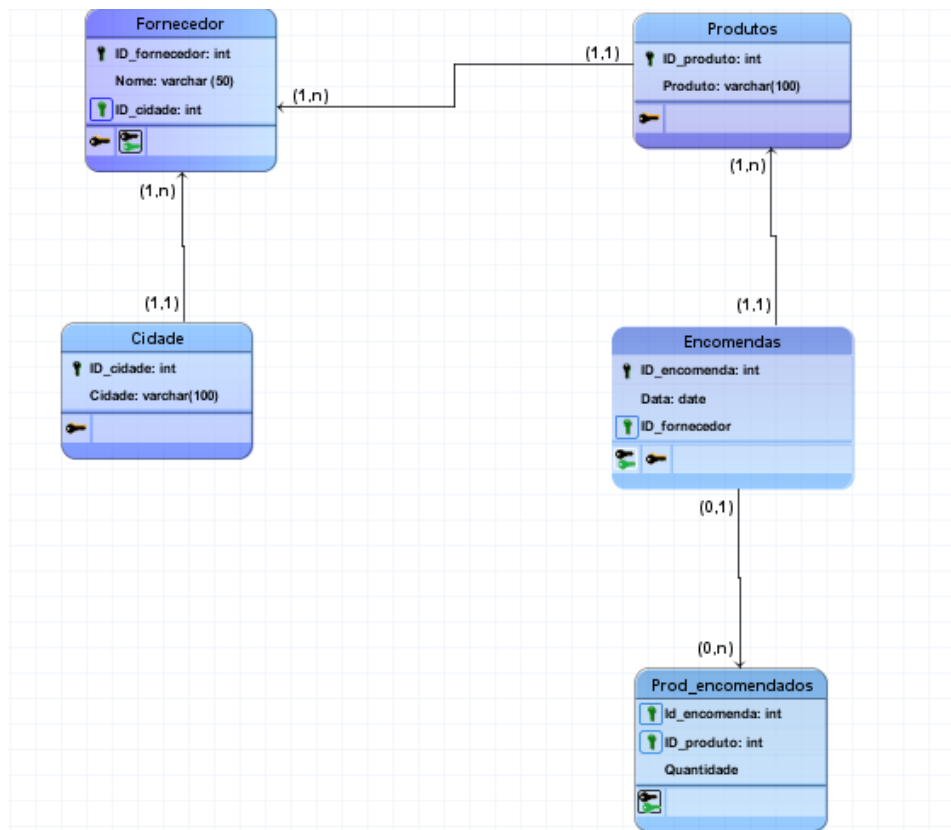 Fornecedor
ID_fornecedor: int
Nome: varchar (50)
ID_cidade: int
(1,n)
(1,1)
Produtos
ID_produto: int
Produto: varchar(100)
(1,n)
(1,n)
(1,1)
(1,1)
Cidade
ID_cidade: int
Cidade: varchar(100)
Encomendas
ID_encomenda: int
Data: date
ID_fornecedor
(0,1)
(0,n)
Prod_encomendados
Id_encomenda: int
ID_produto: int
Quantidade